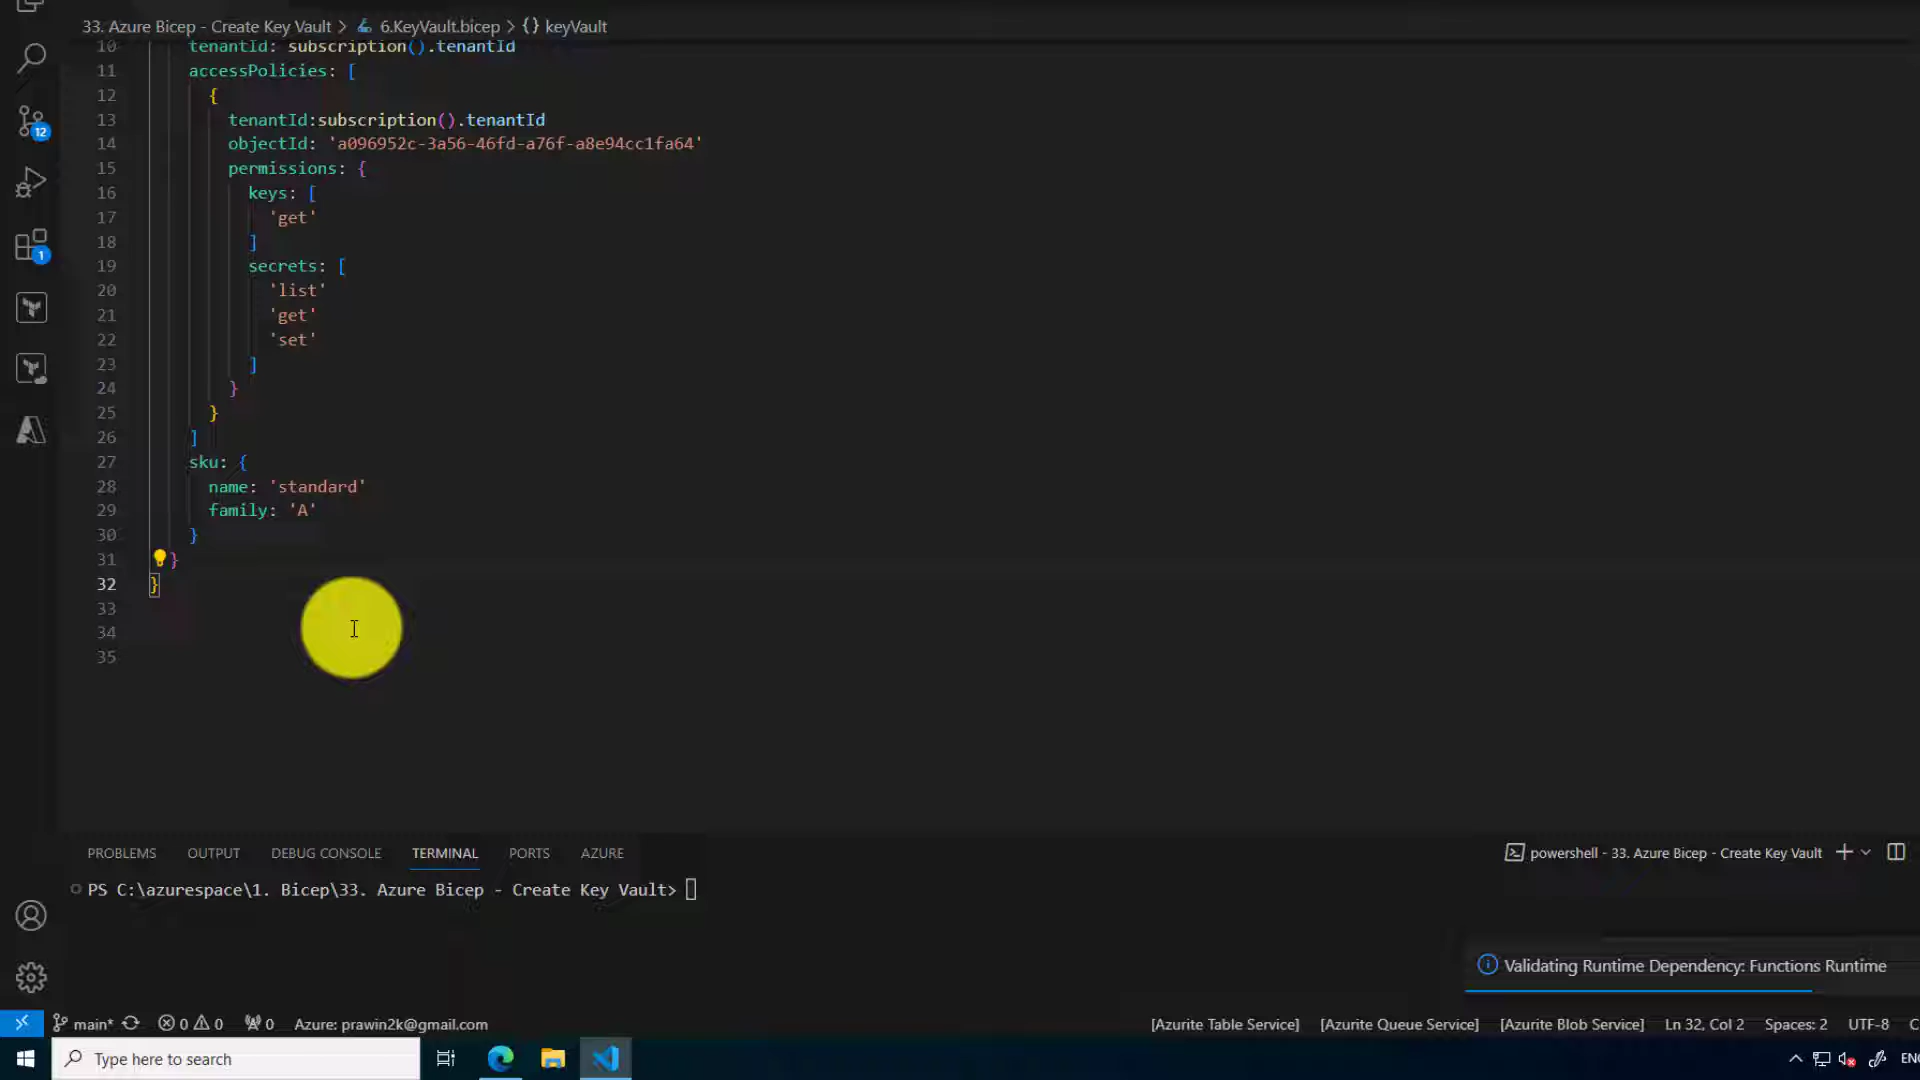 33. Azure Bicep - Create Key Vault > 6.KeyVault.bicep > {} keyVault
10 tenantId: subscription().tenantId
11 accessPolicies: [
12 {
13 tenantId:subscription().tenantId
14 objectId: 'a096952c-3a56-46fd-a76f-a8e94cc1fa64'
15 permissions: {
16 keys: [
17 'get'
18 ]
19 secrets: [
20 'list'
21 'get'
22 'set'
23 ]
24 }
25 }
26 ]
27 sku: {
28 name: 'standard'
29 family: 'A'
30 }
31 }
32 }
33
34
35
12
1
PROBLEMS OUTPUT DEBUG CONSOLE TERMINAL PORTS AZURE
powershell - 33. Azure Bicep - Create Key Vault
PS C:\azurespace\1. Bicep\33. Azure Bicep - Create Key Vault>
Validating Runtime Dependency: Functions Runtime
main* 0 0 0 Azure: prawin2k@gmail.com [Azurite Table Service] [Azurite Queue Service] [Azurite Blob Service] Ln 32, Col 2 Spaces: 2 UTF-8 C
Type here to search
EN